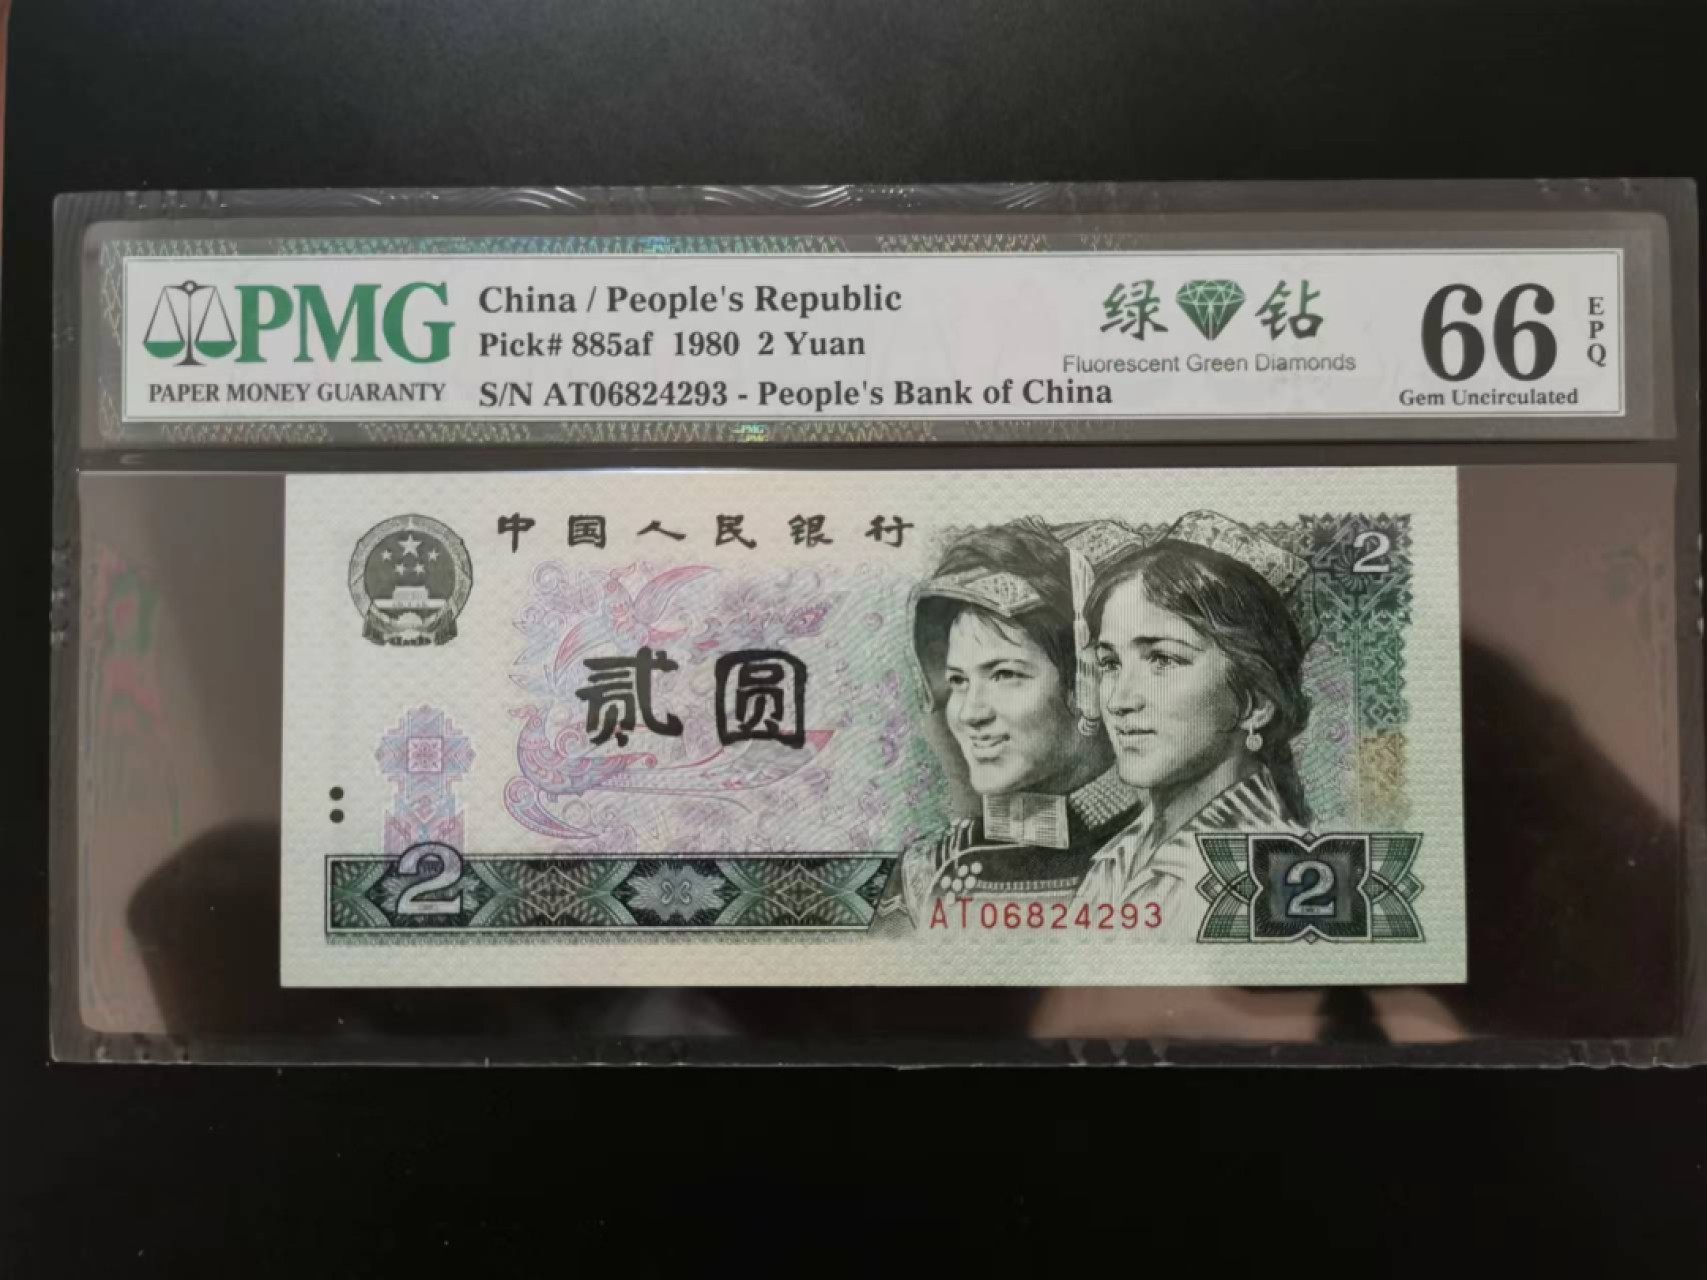 PMG
PAPER MONEY GUARANTY
China / People's Republic
Pick# 885af 1980 2 Yuan
S/N AT06824293 - People's Bank of China
绿钻
Fluorescent Green Diamonds
66
EPQ
Gem Uncirculated
PMG
PMG
中国人民银行
2
贰圆
2
AT06824293
2